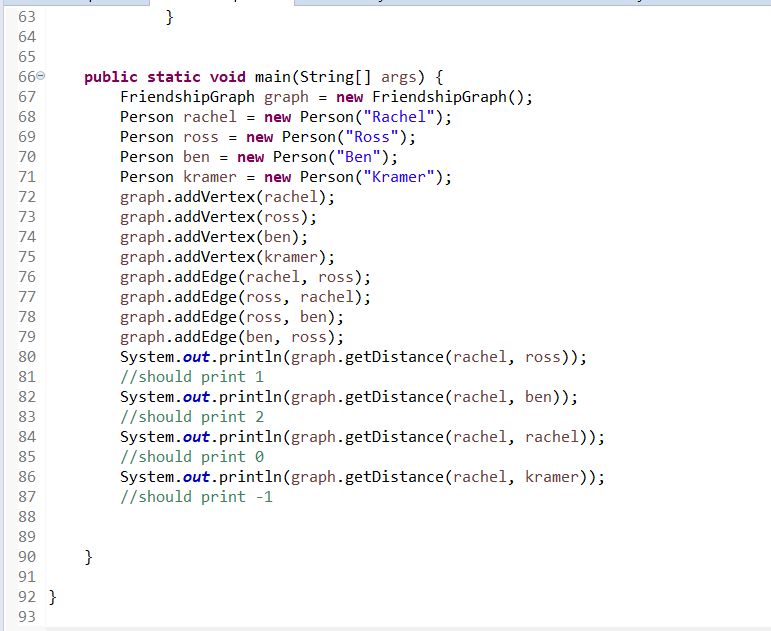 63 }
64
65
66 public static void main(String[] args) {
67 FriendshipGraph graph = new FriendshipGraph();
68 Person rachel = new Person("Rachel");
69 Person ross = new Person("Ross");
70 Person ben = new Person("Ben");
71 Person kramer = new Person("Kramer");
72 graph.addVertex(rachel);
73 graph.addVertex(ross);
74 graph.addVertex(ben);
75 graph.addVertex(kramer);
76 graph.addEdge(rachel, ross);
77 graph.addEdge(ross, rachel);
78 graph.addEdge(ross, ben);
79 graph.addEdge(ben, ross);
80 System.out.println(graph.getDistance(rachel, ross));
81 //should print 1
82 System.out.println(graph.getDistance(rachel, ben));
83 //should print 2
84 System.out.println(graph.getDistance(rachel, rachel));
85 //should print 0
86 System.out.println(graph.getDistance(rachel, kramer));
87 //should print -1
88
89
90 }
91
92 }
93